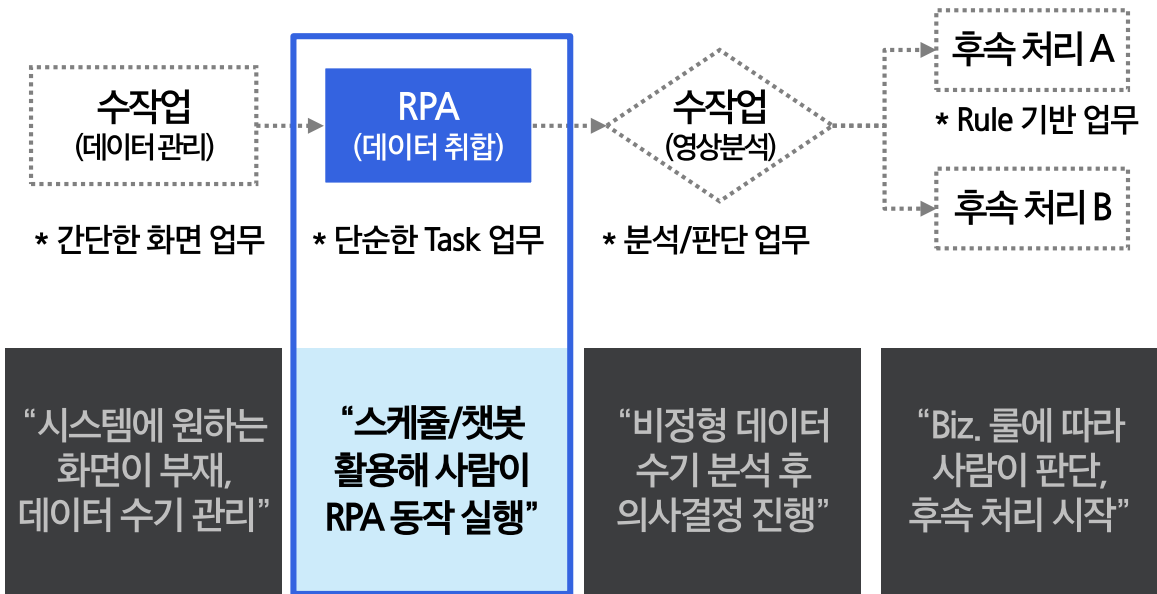 수작업
(데이터 관리)
* 간단한 화면 업무
RPA
(데이터 취합)
* 단순한 Task 업무
수작업
(영상분석)
* 분석/판단 업무
후속 처리 A
* Rule 기반 업무
후속 처리 B
“시스템에 원하는
화면이 부재,
데이터 수기 관리”
“스케쥴/챗봇
활용해 사람이
RPA 동작 실행”
“비정형 데이터
수기 분석 후
의사결정 진행”
“Biz. 룰에 따라
사람이 판단,
후속 처리 시작”